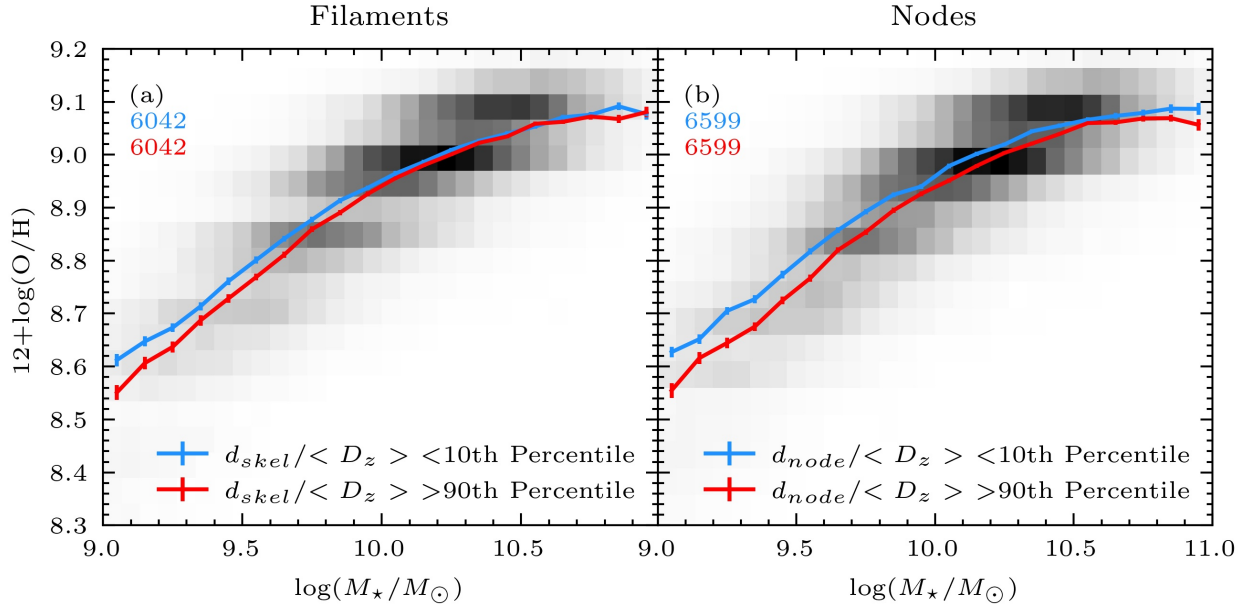 Filaments
Nodes
9.2
9.1
9.0
8.9
8.8
8.7
8.6
8.5
8.4
8.3
12+log(O/H)
(a)
6042
6042
d_skel/< D_z > <10th Percentile
d_skel/< D_z > >90th Percentile
(b)
6599
6599
d_node/< D_z > <10th Percentile
d_node/< D_z > >90th Percentile
9.0
9.5
10.0
10.5
9.0
9.5
10.0
10.5
11.0
log(M⋆/M⊙)
log(M⋆/M⊙)